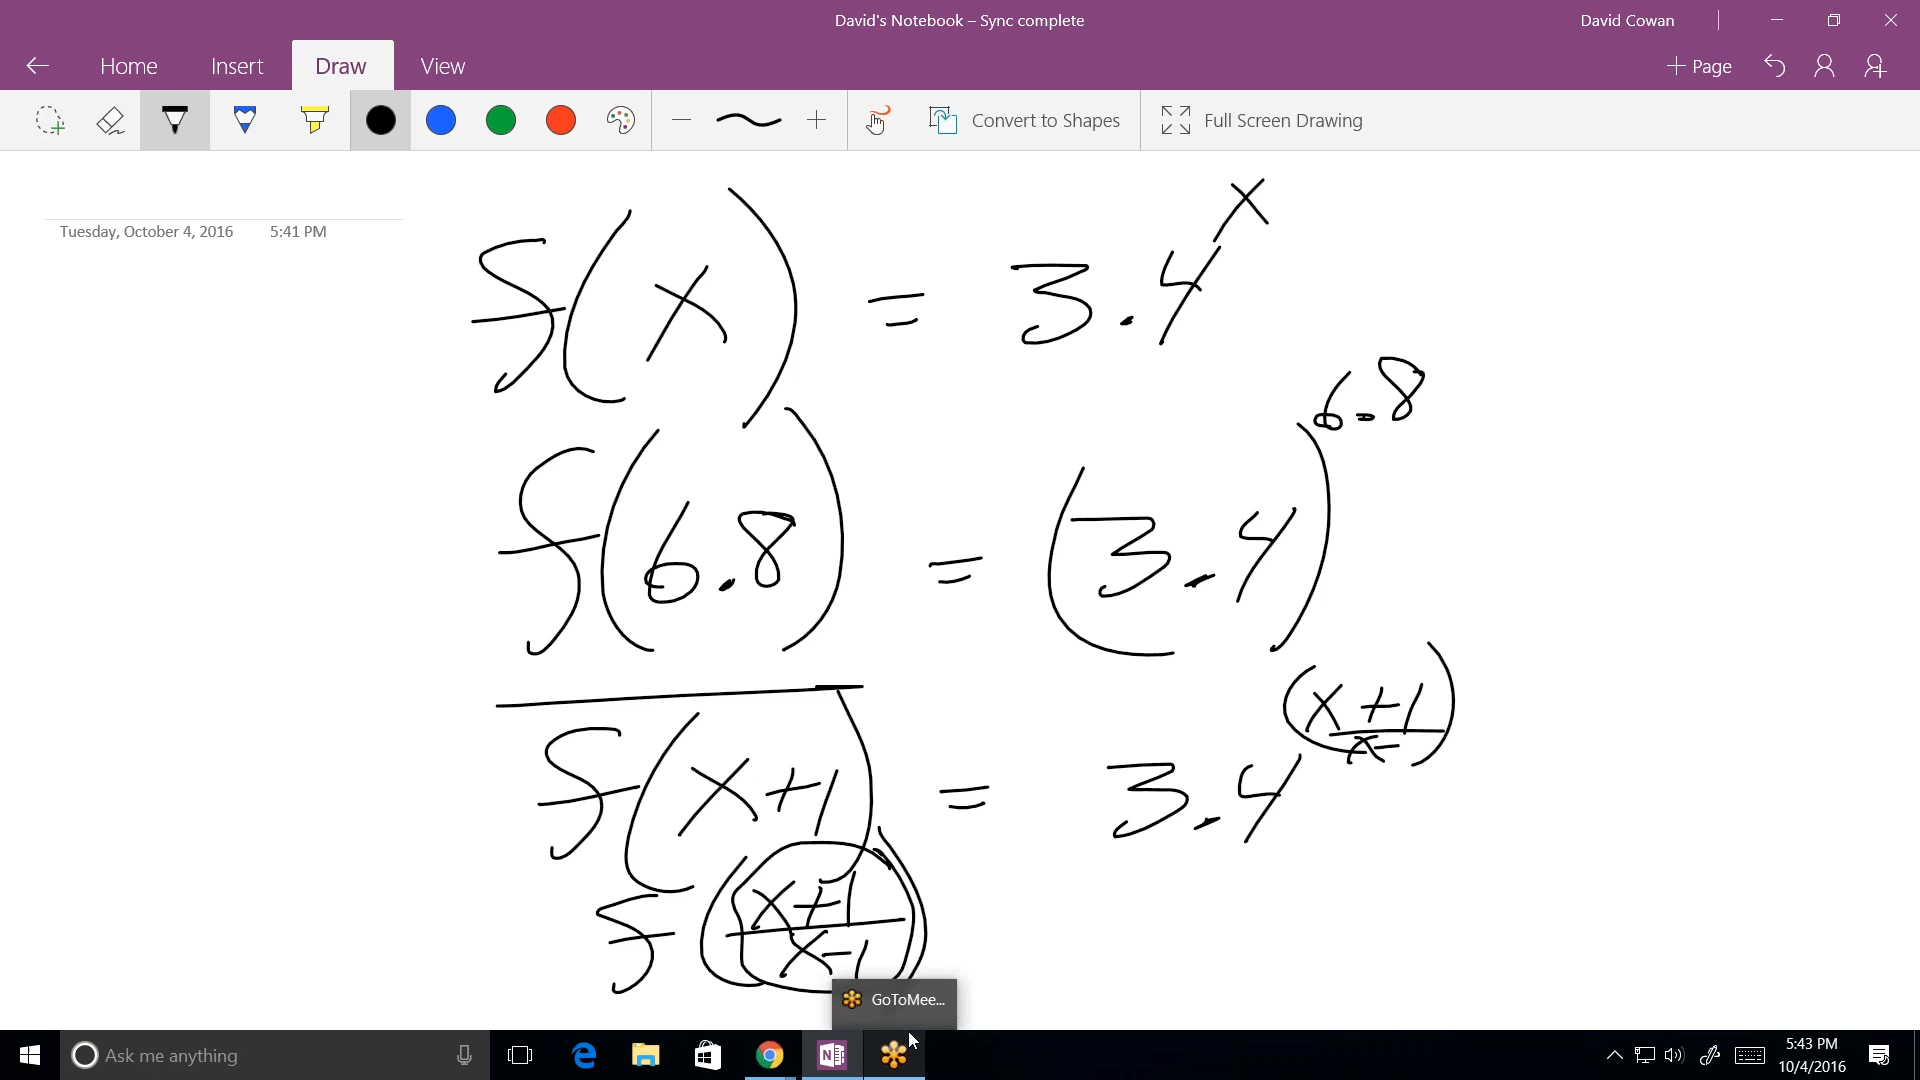 David's Notebook – Sync complete
David Cowan
Home Insert Draw View
Page
Convert to Shapes Full Screen Drawing
Tuesday, October 4, 2016 5:41 PM
f(x) = 3.4^x
f(6.8) = (3.4)^6.8
f(x+1) = 3.4^(x+1)/x-
f((x+1)/(x-1))
GoToMee...
Ask me anything
5:43 PM
10/4/2016